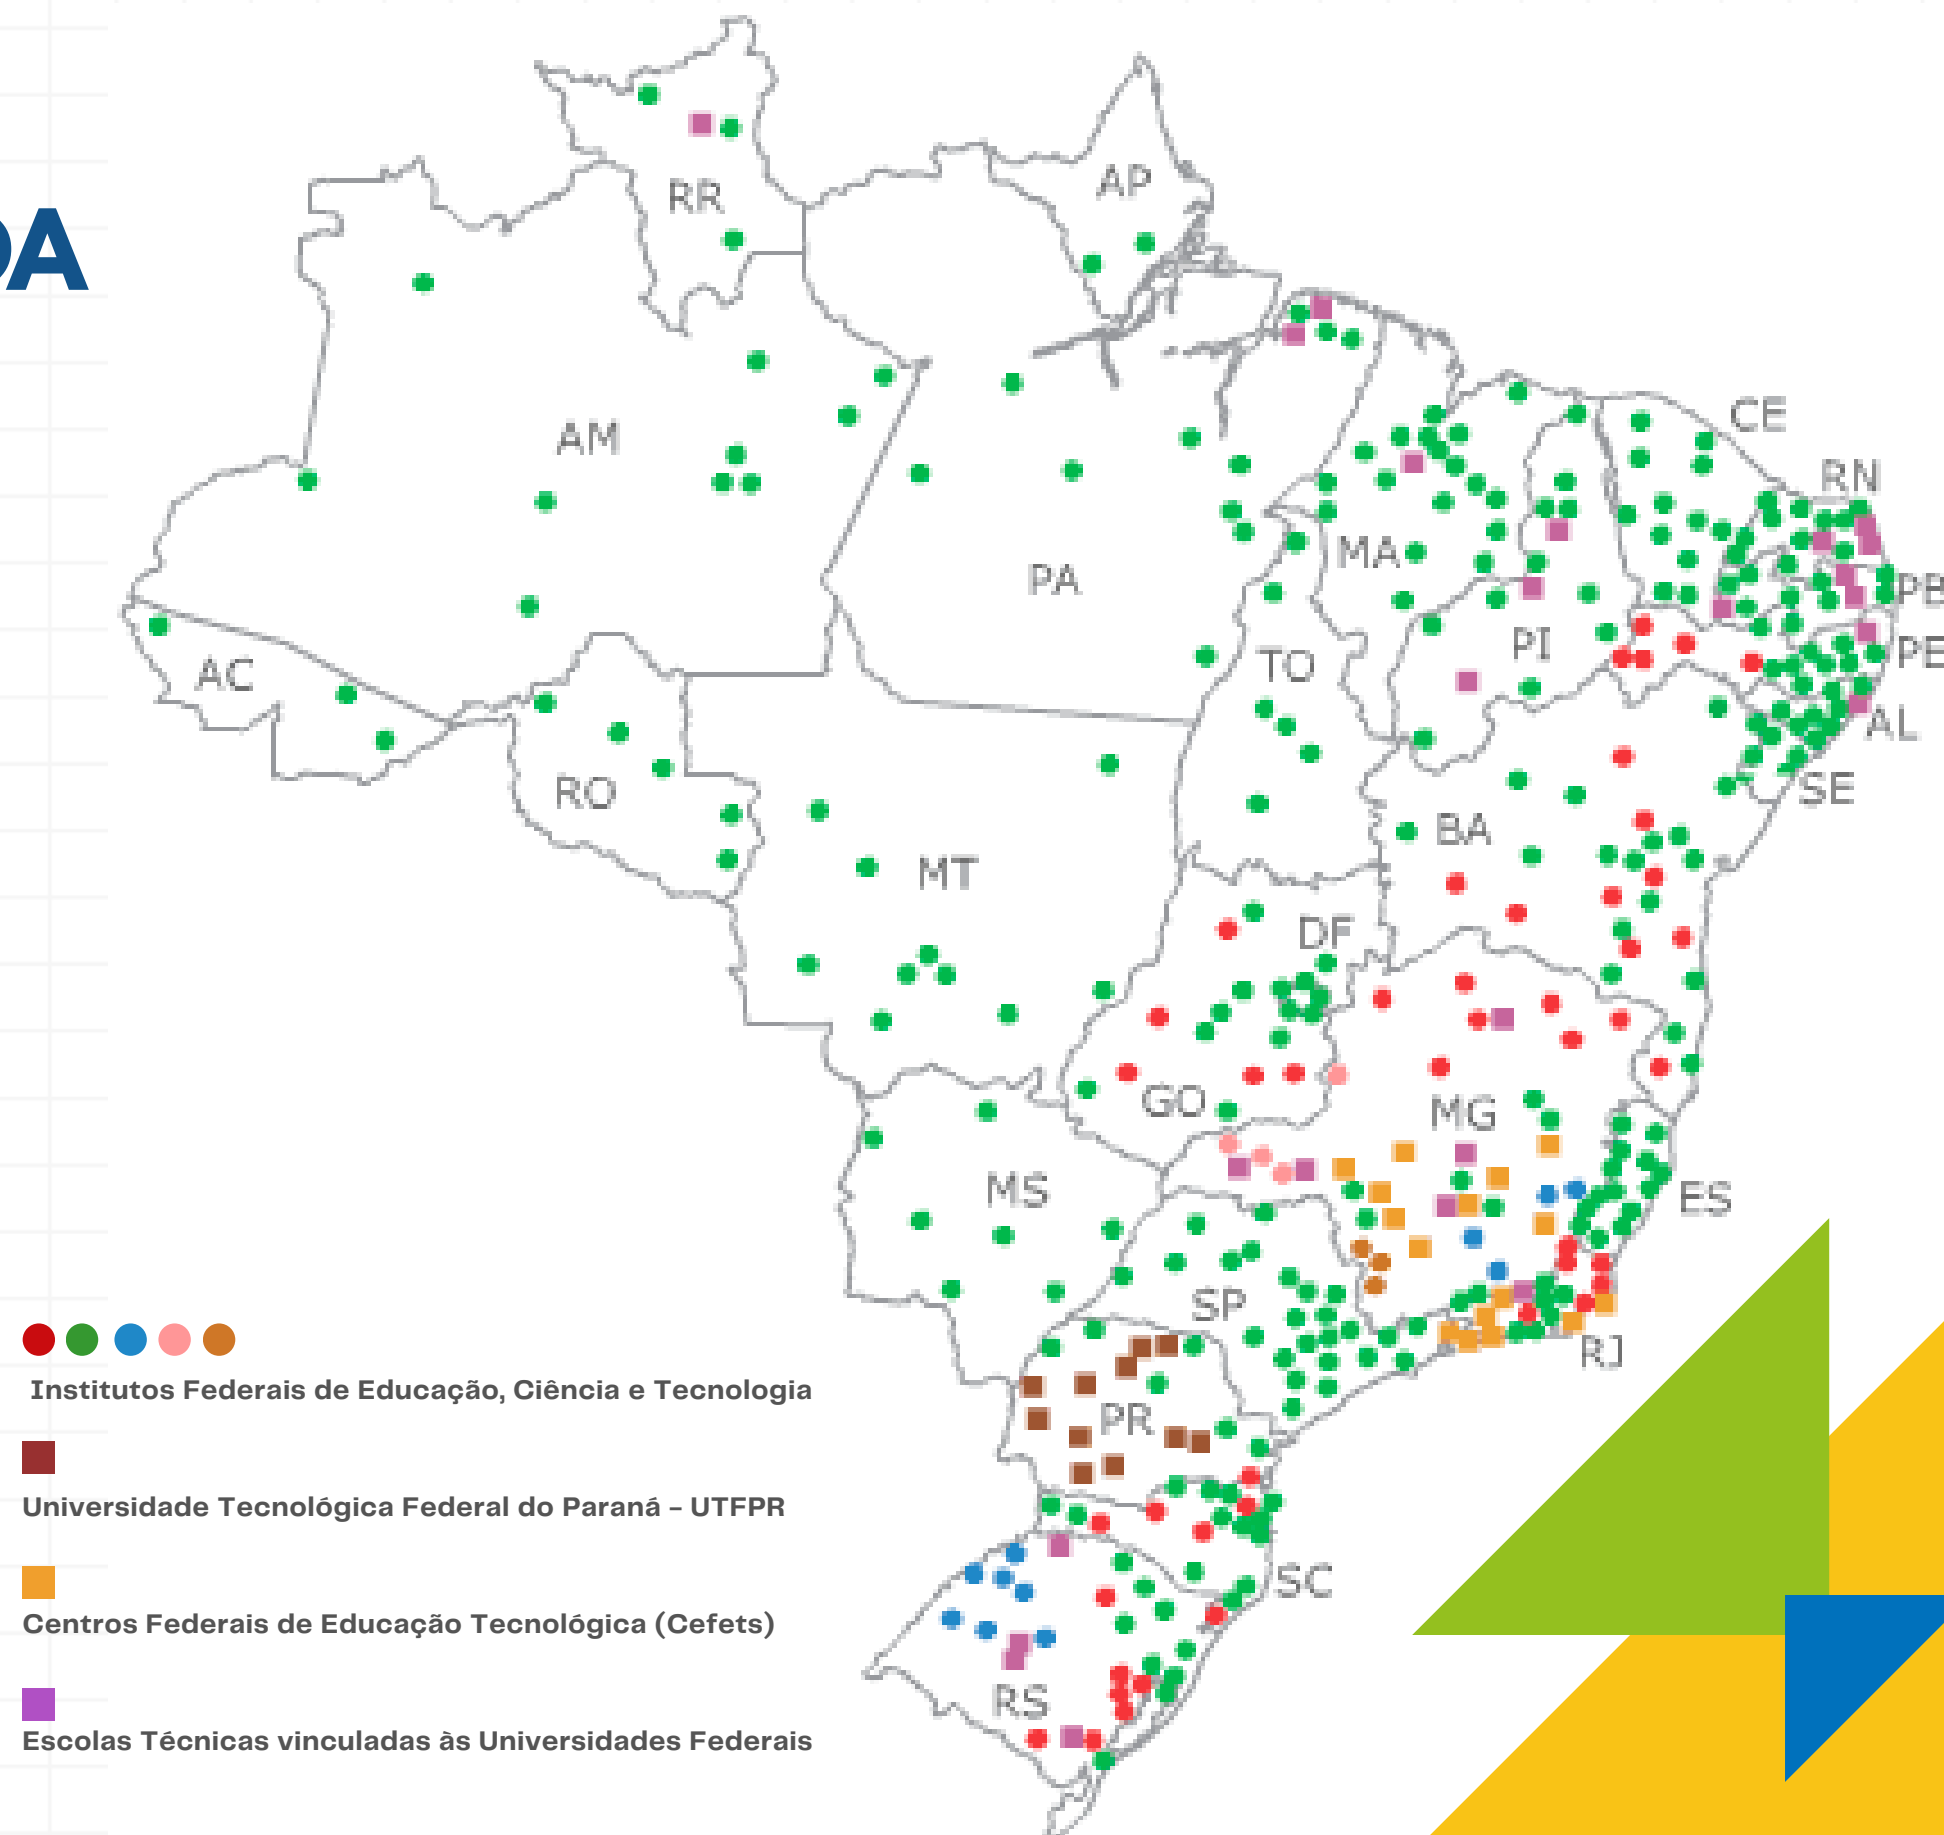 DA
RR
AP
AM
CE
RN
MA
PA
PB
AC
PI
TO
PE
AL
RO
SE
BA
MT
DF
GO
MG
MS
ES
SP
RJ
PR
SC
RS
Institutos Federais de Educação, Ciência e Tecnologia
Universidade Tecnológica Federal do Paraná – UTFPR
Centros Federais de Educação Tecnológica (Cefets)
Escolas Técnicas vinculadas às Universidades Federais